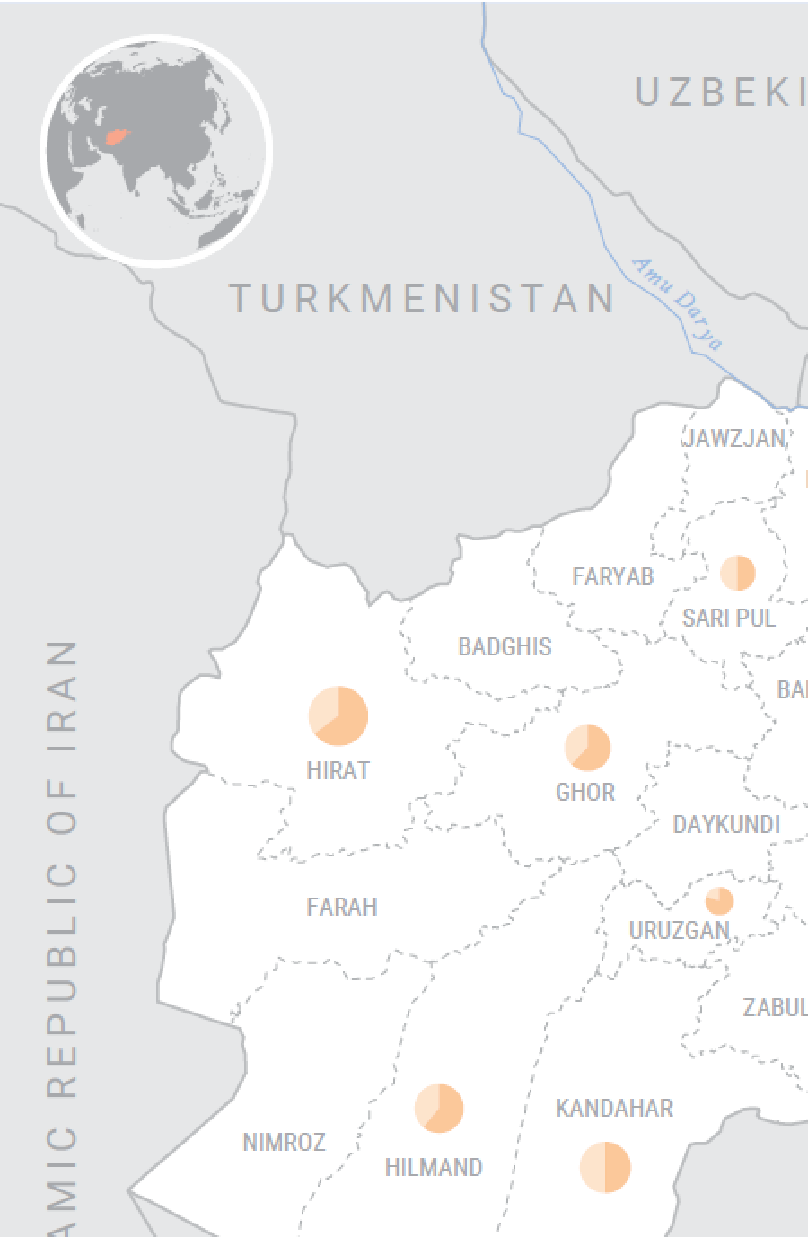 UZBEKI
TURKMENISTAN
Amu Darya
JAWZJAN
FARYAB
SARI PUL
BADGHIS
BAI
HIRAT
GHOR
DAYKUNDI
FARAH
URUZGAN
ZABUL
AMIC REPUBLIC OF IRAN
KANDAHAR
NIMROZ
HILMAND